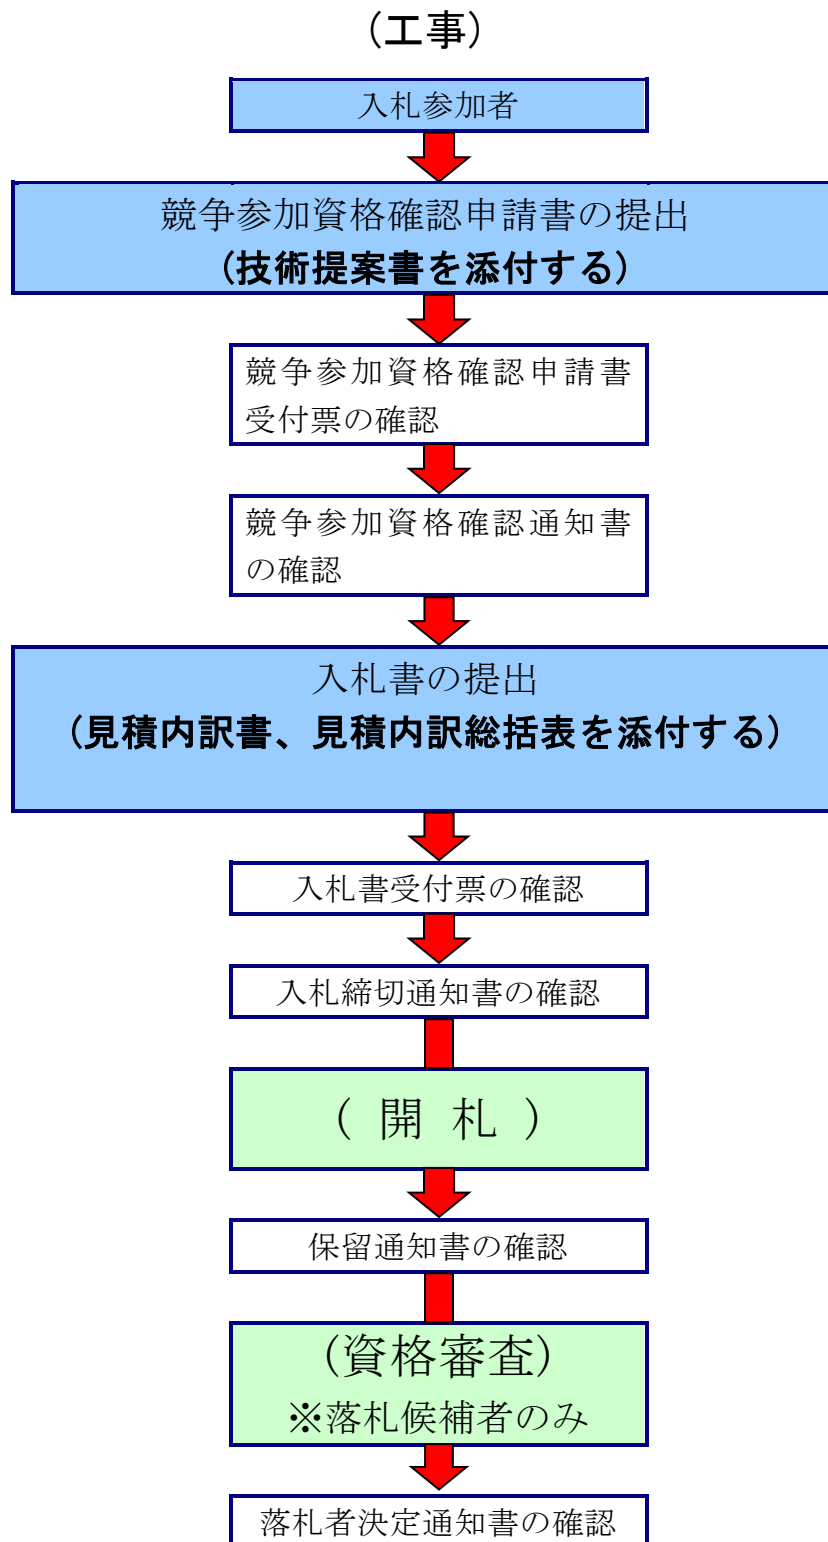 (工事)
入札参加者
競争参加資格確認申請書の提出
(技術提案書を添付する)
競争参加資格確認申請書
受付票の確認
競争参加資格確認通知書
の確認
入札書の提出
(見積内訳書、見積内訳総括表を添付する)
入札書受付票の確認
入札締切通知書の確認
( 開 札 )
保留通知書の確認
(資格審査)
※落札候補者のみ
落札者決定通知書の確認